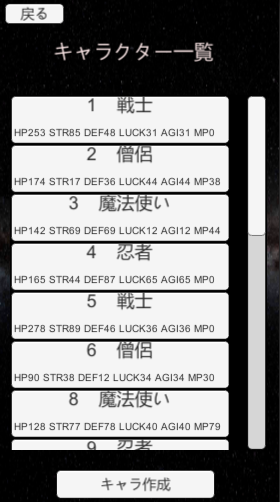 戻る
キャラクター一覧
1 戦士
HP253 STR85 DEF48 LUCK31 AGI31 MP0
2 僧侶
HP174 STR17 DEF36 LUCK44 AGI44 MP38
3 魔法使い
HP142 STR69 DEF69 LUCK12 AGI12 MP44
4 忍者
HP165 STR44 DEF87 LUCK65 AGI65 MP0
5 戦士
HP278 STR89 DEF46 LUCK36 AGI36 MP0
6 僧侶
HP90 STR38 DEF12 LUCK34 AGI34 MP30
8 魔法使い
HP128 STR77 DEF78 LUCK40 AGI40 MP79
9 忍者
キャラ作成